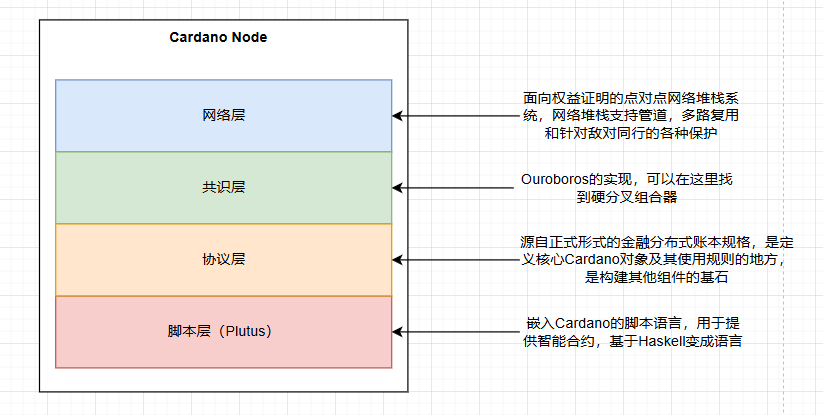 Cardano Node
网络层
面向权益证明的点对点网络堆栈系
统，网络堆栈支持管道，多路复用
和针对敌对同行的各种保护
共识层
Ouroboros的实现，可以在这里找
到硬分叉组合器
协议层
源自正式形式的金融分布式账本规格，是定
义核心Cardano对象及其使用规则的地方，
是构建其他组件的基石
脚本层（Plutus）
嵌入Cardano的脚本语言，用于提
供智能合约，基于Haskell变成语言